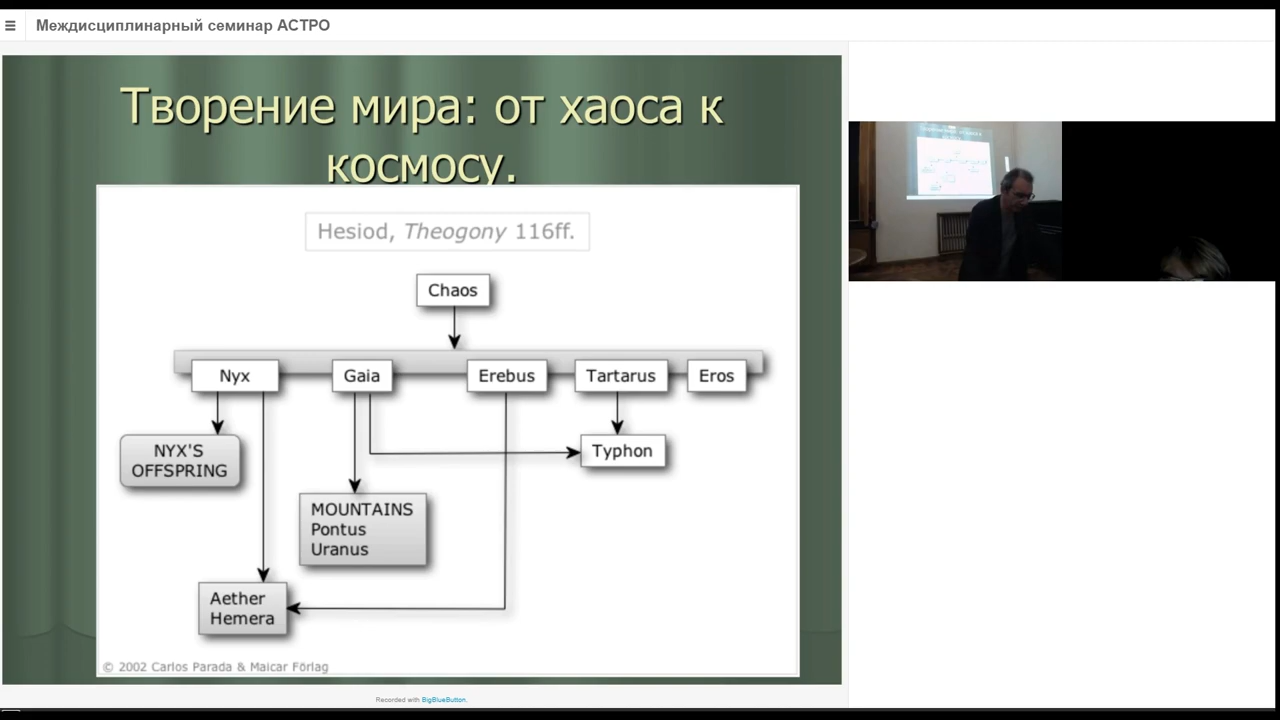 Междисциплинарный семинар АСТРО
Творение мира: от хаоса к
космосу.
Hesiod, Theogony 116ff.
Chaos
Nyx
Gaia
Erebus
Tartarus
Eros
NYX'S
OFFSPRING
Typhon
MOUNTAINS
Pontus
Uranus
Aether
Hemera
© 2002 Carlos Parada & Maicar Förlag
Recorded with BigBlueButton.